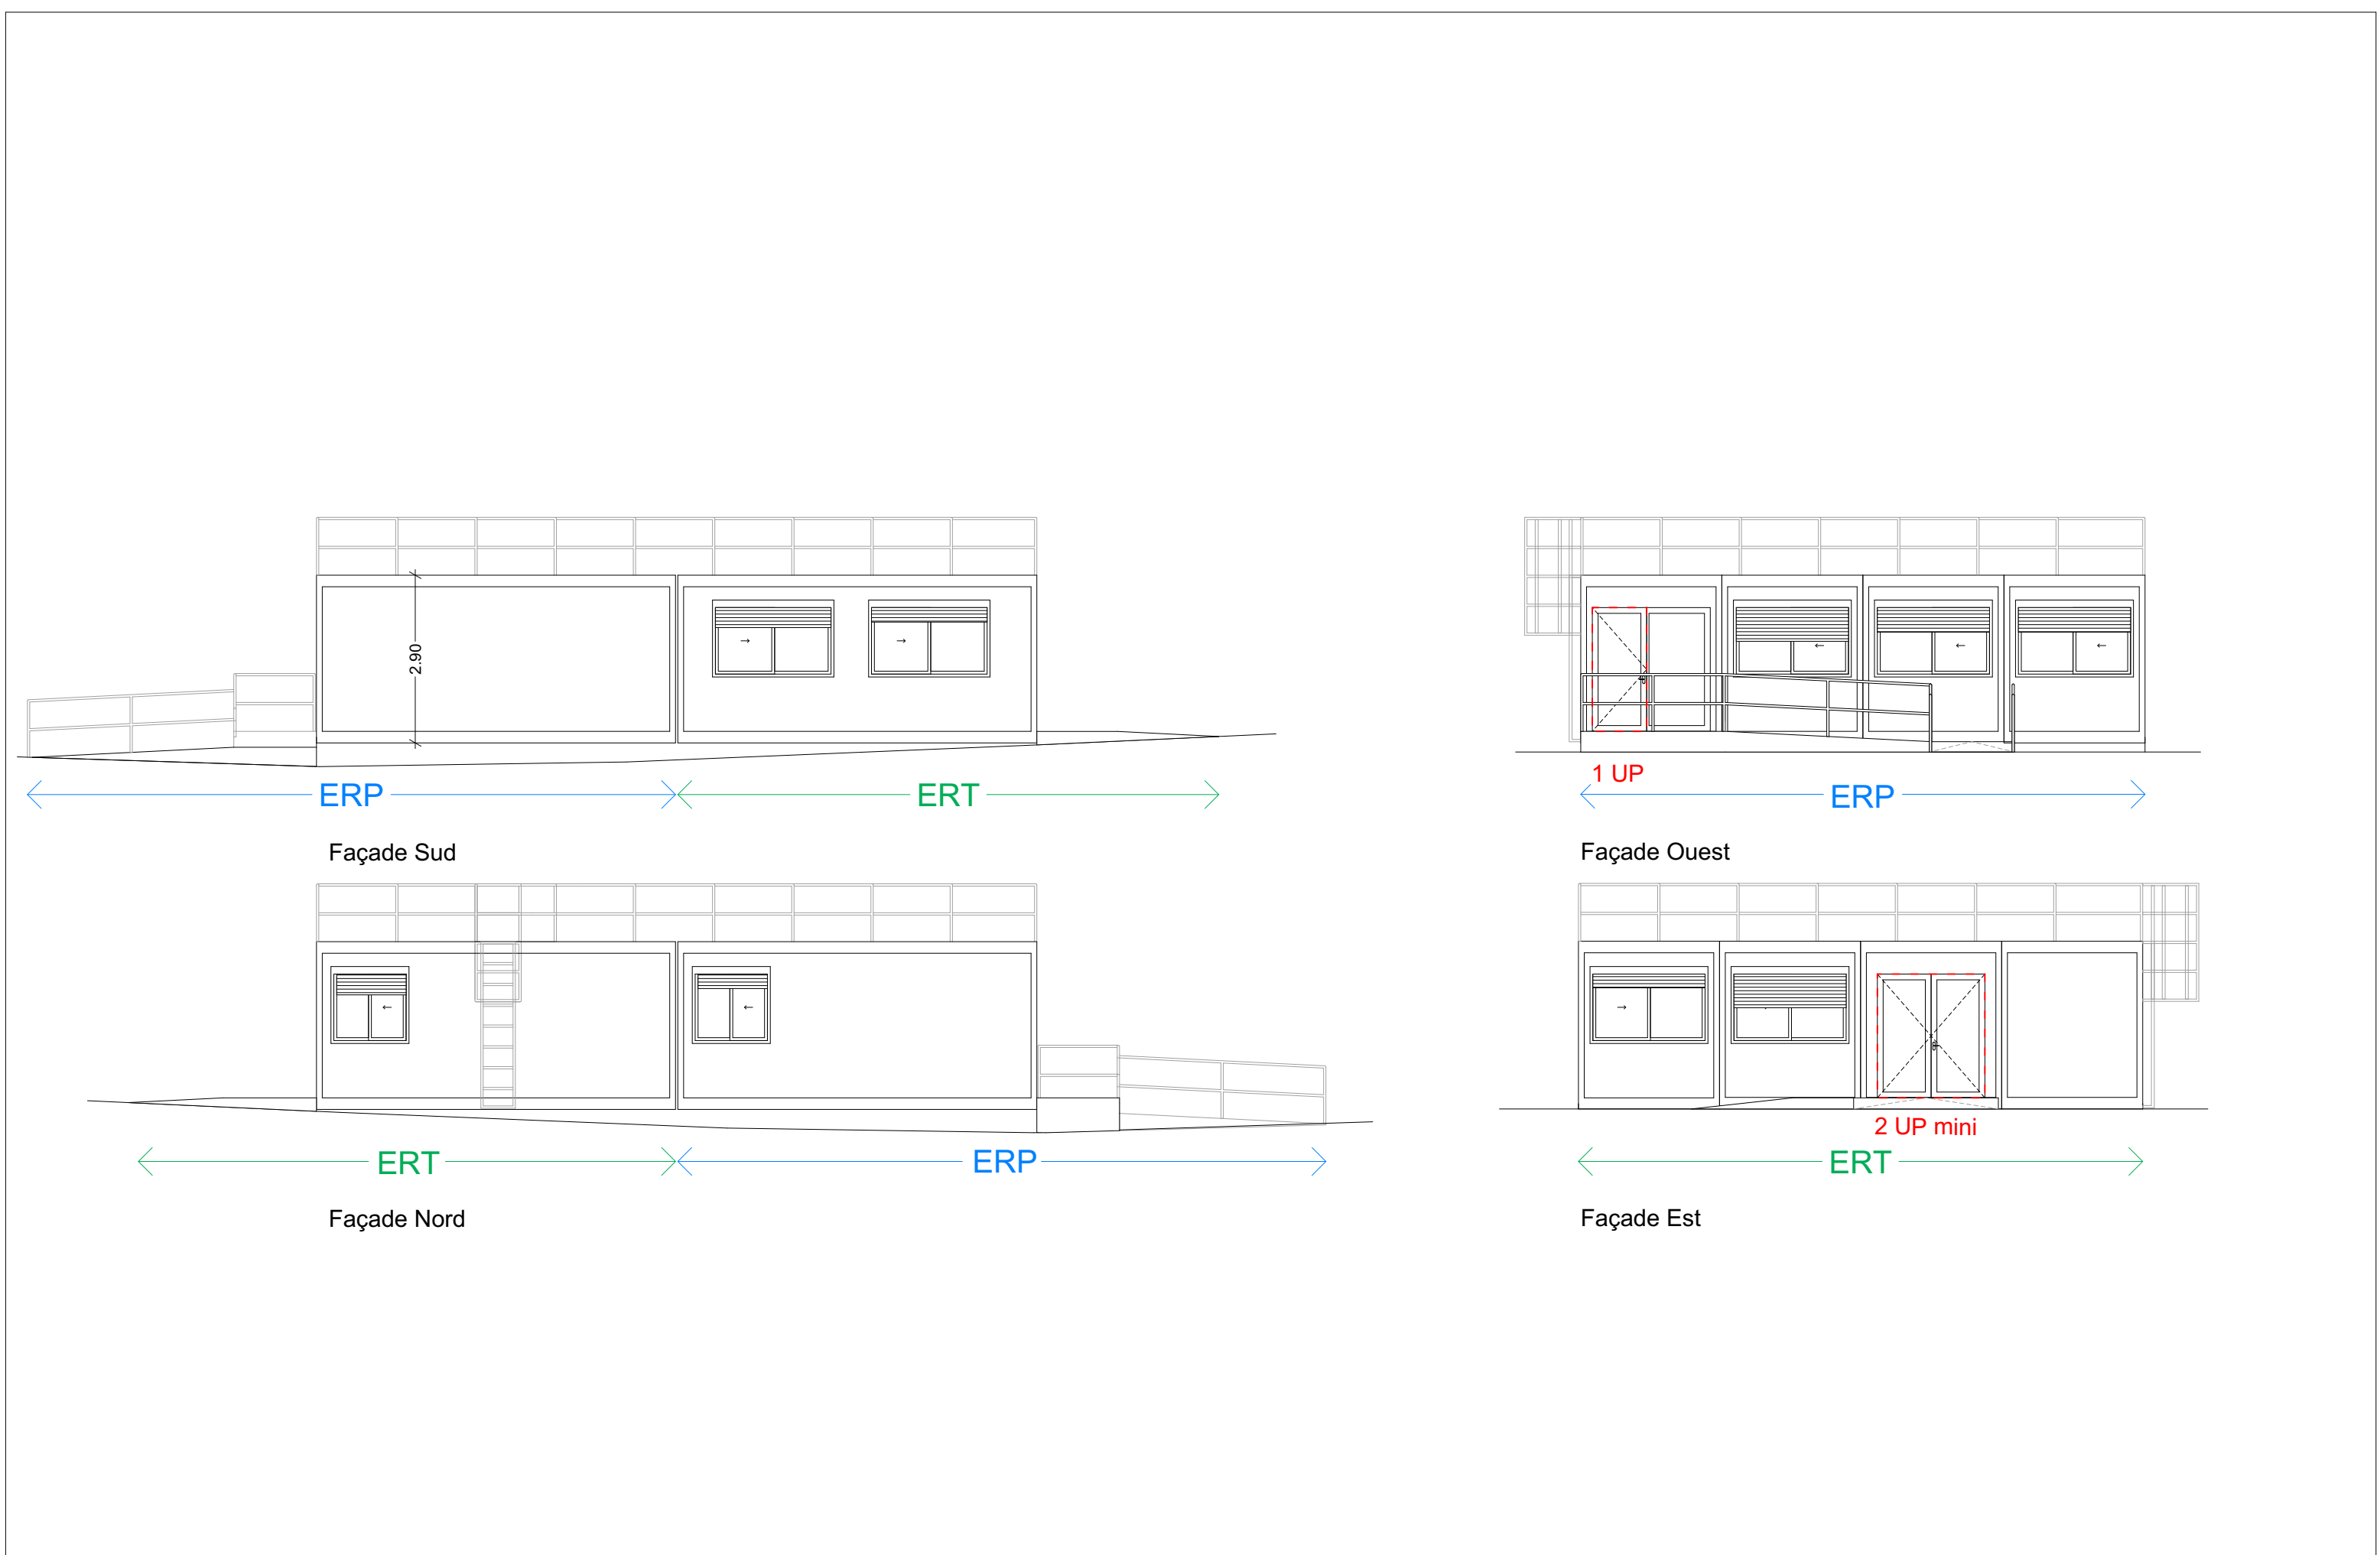 2.90
ERP
ERT
Façade Sud
1 UP
ERP
Façade Ouest
ERT
ERP
Façade Nord
2 UP mini
ERT
Façade Est